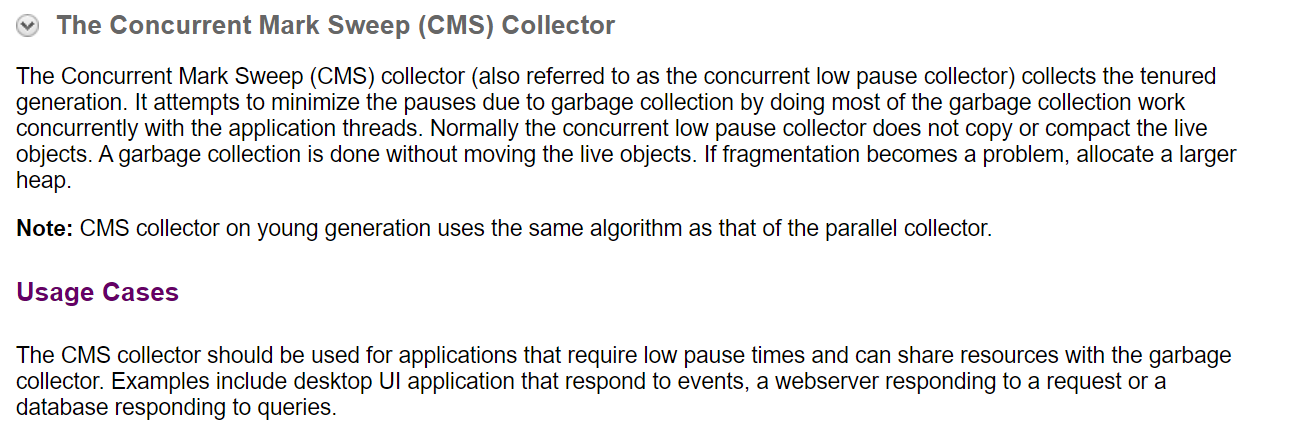 The Concurrent Mark Sweep (CMS) Collector
The Concurrent Mark Sweep (CMS) collector (also referred to as the concurrent low pause collector) collects the tenured
generation. It attempts to minimize the pauses due to garbage collection by doing most of the garbage collection work
concurrently with the application threads. Normally the concurrent low pause collector does not copy or compact the live
objects. A garbage collection is done without moving the live objects. If fragmentation becomes a problem, allocate a larger
heap.
Note: CMS collector on young generation uses the same algorithm as that of the parallel collector.
Usage Cases
The CMS collector should be used for applications that require low pause times and can share resources with the garbage
collector. Examples include desktop UI application that respond to events, a webserver responding to a request or a
database responding to queries.